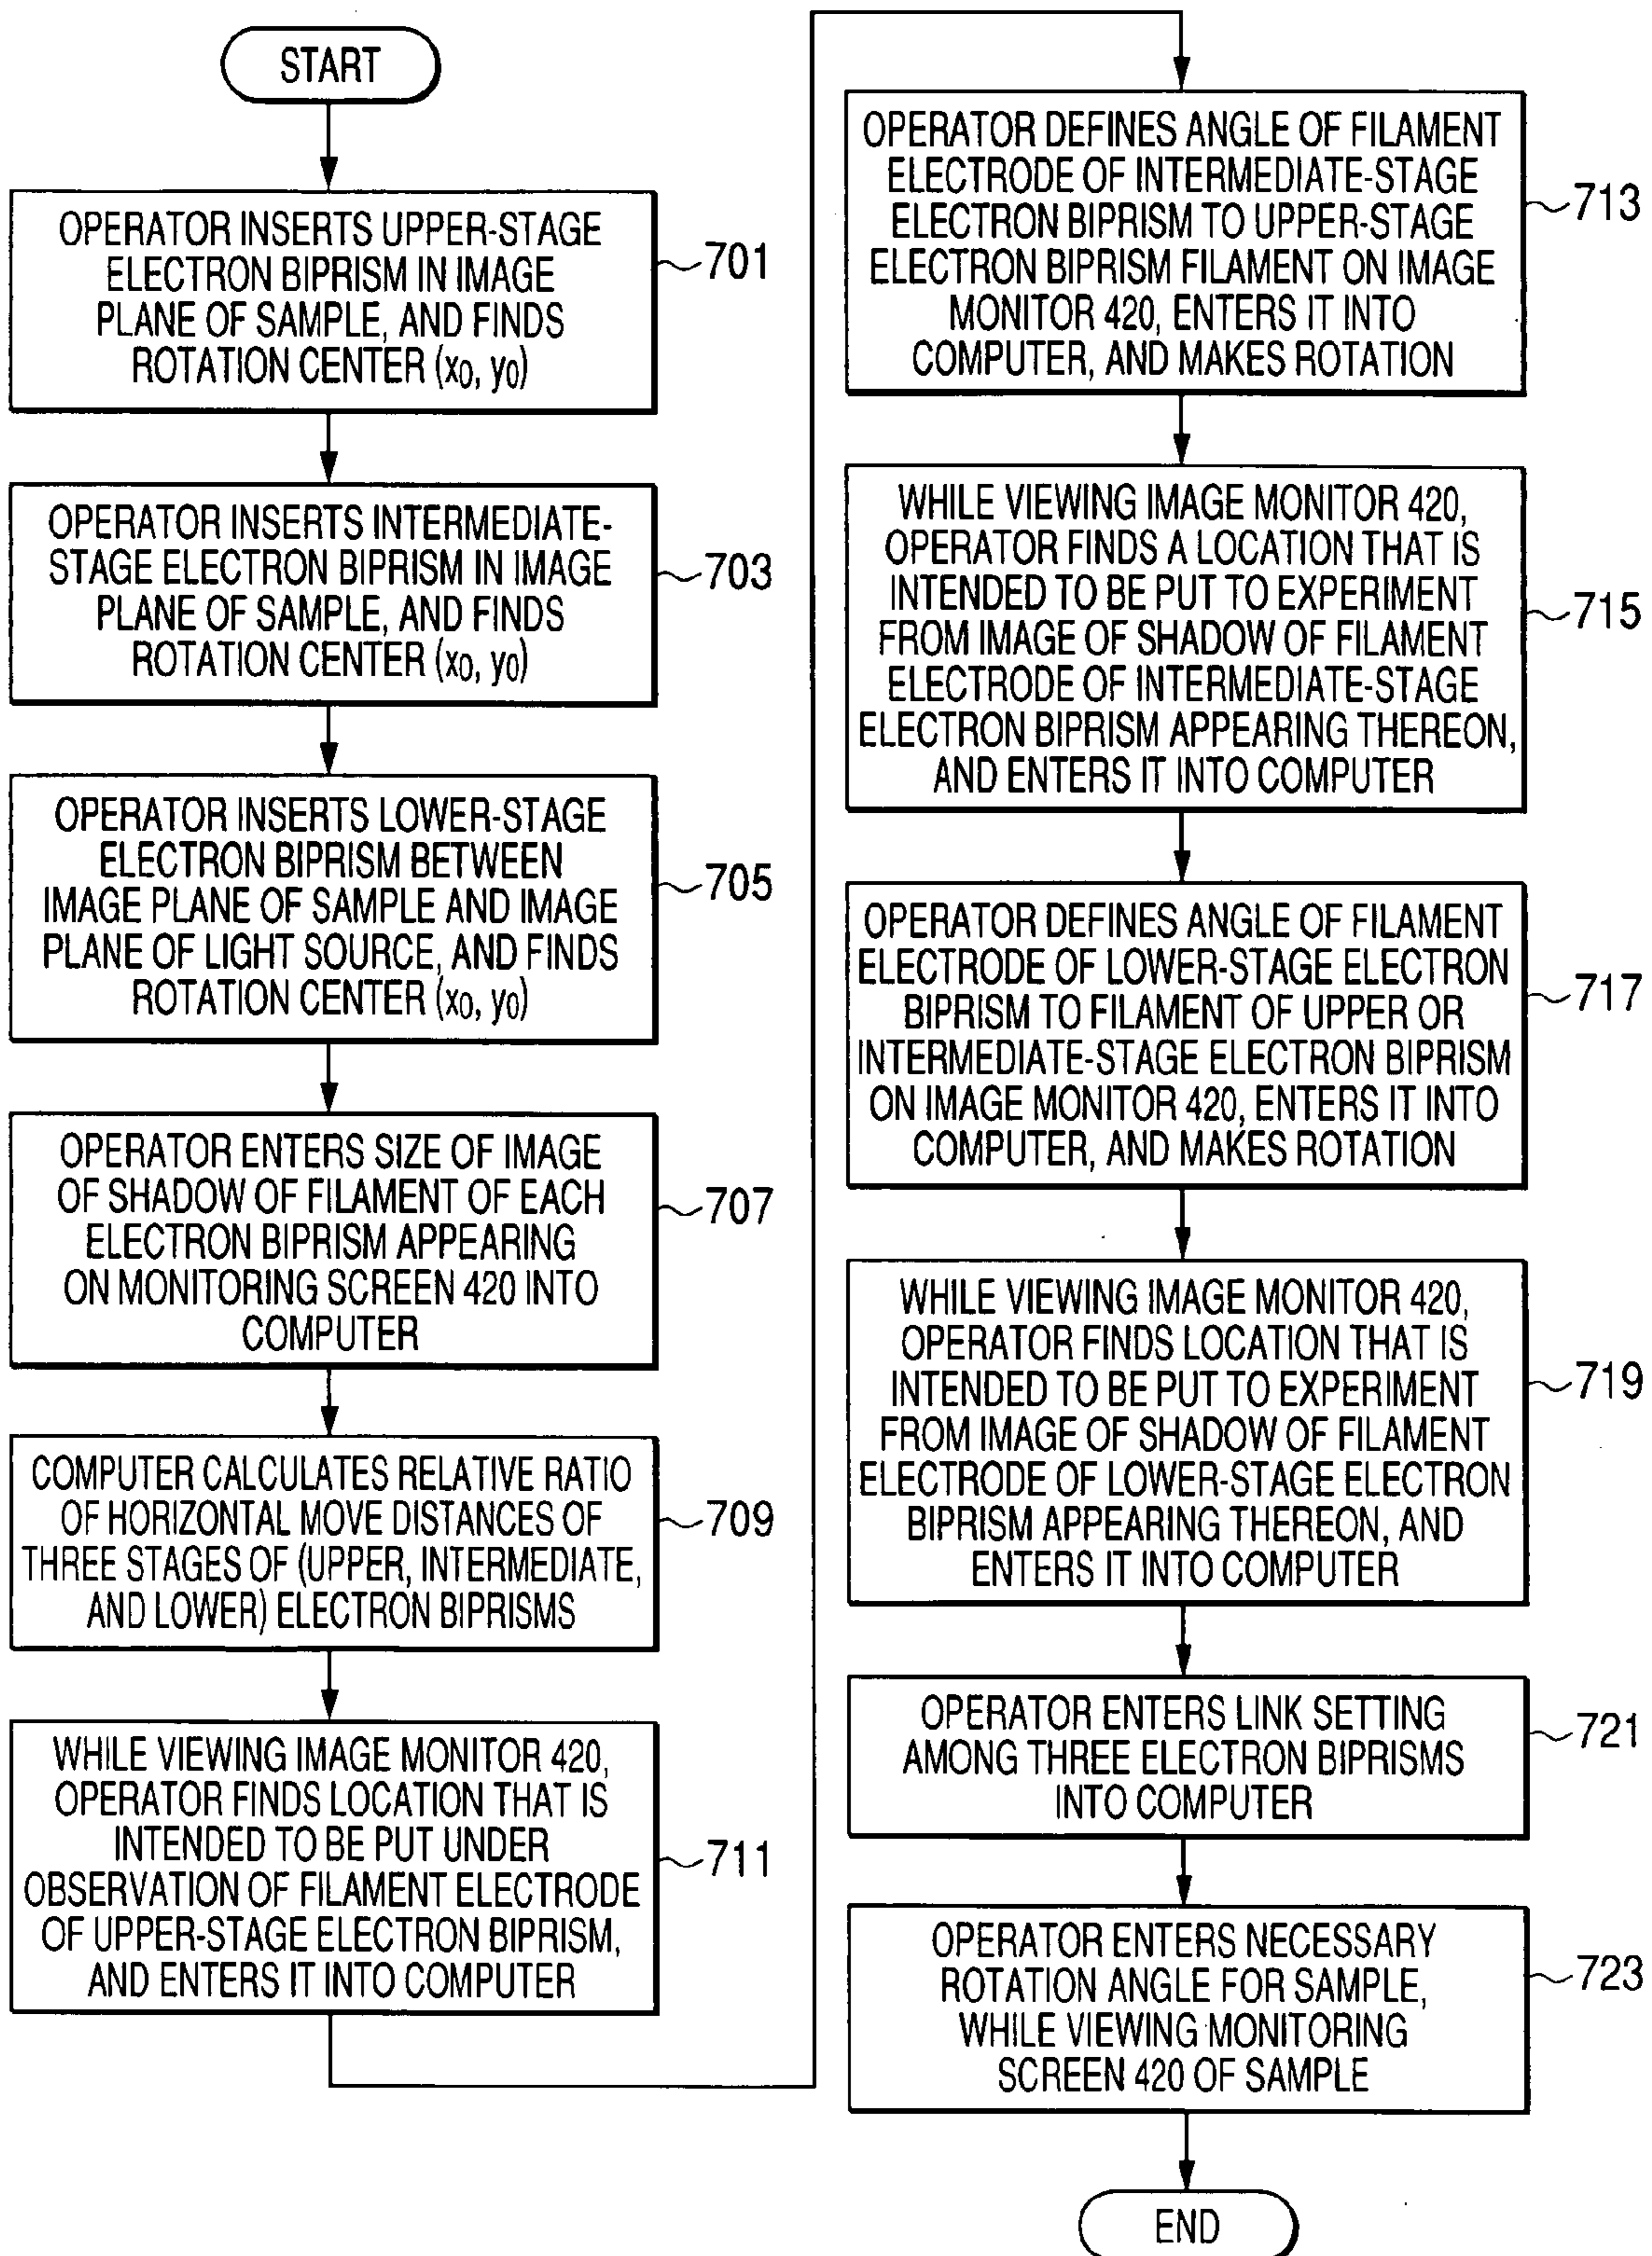 START
OPERATOR INSERTS UPPER-STAGE
ELECTRON BIPRISM IN IMAGE
PLANE OF SAMPLE, AND FINDS
ROTATION CENTER (x0, y0)
701
OPERATOR INSERTS INTERMEDIATE-
STAGE ELECTRON BIPRISM IN IMAGE
PLANE OF SAMPLE, AND FINDS
ROTATION CENTER (x0, y0)
703
OPERATOR INSERTS LOWER-STAGE
ELECTRON BIPRISM BETWEEN
IMAGE PLANE OF SAMPLE AND IMAGE
PLANE OF LIGHT SOURCE, AND FINDS
ROTATION CENTER (x0, y0)
705
OPERATOR ENTERS SIZE OF IMAGE
OF SHADOW OF FILAMENT OF EACH
ELECTRON BIPRISM APPEARING
ON MONITORING SCREEN 420 INTO
COMPUTER
707
COMPUTER CALCULATES RELATIVE RATIO
OF HORIZONTAL MOVE DISTANCES OF
THREE STAGES OF (UPPER, INTERMEDIATE,
AND LOWER) ELECTRON BIPRISMS
709
WHILE VIEWING IMAGE MONITOR 420,
OPERATOR FINDS LOCATION THAT IS
INTENDED TO BE PUT UNDER
OBSERVATION OF FILAMENT ELECTRODE
OF UPPER-STAGE ELECTRON BIPRISM,
AND ENTERS IT INTO COMPUTER
711
OPERATOR DEFINES ANGLE OF FILAMENT
ELECTRODE OF INTERMEDIATE-STAGE
ELECTRON BIPRISM TO UPPER-STAGE
ELECTRON BIPRISM FILAMENT ON IMAGE
MONITOR 420, ENTERS IT INTO
COMPUTER, AND MAKES ROTATION
713
WHILE VIEWING IMAGE MONITOR 420,
OPERATOR FINDS A LOCATION THAT IS
INTENDED TO BE PUT TO EXPERIMENT
FROM IMAGE OF SHADOW OF FILAMENT
ELECTRODE OF INTERMEDIATE-STAGE
ELECTRON BIPRISM APPEARING THEREON,
AND ENTERS IT INTO COMPUTER
715
OPERATOR DEFINES ANGLE OF FILAMENT
ELECTRODE OF LOWER-STAGE ELECTRON
BIPRISM TO FILAMENT OF UPPER OR
INTERMEDIATE-STAGE ELECTRON BIPRISM
ON IMAGE MONITOR 420, ENTERS IT INTO
COMPUTER, AND MAKES ROTATION
717
WHILE VIEWING IMAGE MONITOR 420,
OPERATOR FINDS LOCATION THAT IS
INTENDED TO BE PUT TO EXPERIMENT
FROM IMAGE OF SHADOW OF FILAMENT
ELECTRODE OF LOWER-STAGE ELECTRON
BIPRISM APPEARING THEREON, AND
ENTERS IT INTO COMPUTER
719
OPERATOR ENTERS LINK SETTING
AMONG THREE ELECTRON BIPRISMS
INTO COMPUTER
721
OPERATOR ENTERS NECESSARY
ROTATION ANGLE FOR SAMPLE,
WHILE VIEWING MONITORING
SCREEN 420 OF SAMPLE
723
END